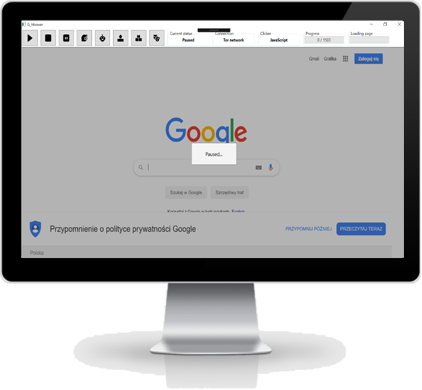 G_Viewer
Current status Connection Clicker Progress Loading page
Paused Tor network JavaScript 0 / 1500
Gmail Grafika Zaloguj się
Google
Paused...
Szukaj w Google Szczęśliwy traf
Przypomnienie o polityce prywatności Google PRZYPOMNIJ PÓŹNIEJ PRZECZYTAJ TERAZ
Polska